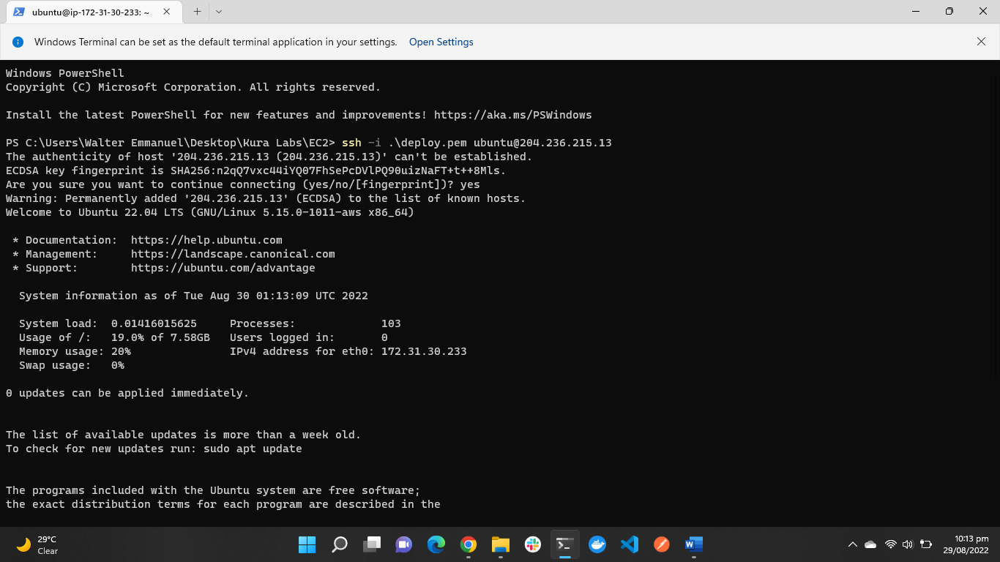 ubuntu@ip-172-31-30-233: ~
Windows Terminal can be set as the default terminal application in your settings. Open Settings
Windows PowerShell
Copyright (C) Microsoft Corporation. All rights reserved.
Install the latest PowerShell for new features and improvements! https://aka.ms/PSWindows
PS C:\Users\Walter Emmanuel\Desktop\Kura Labs\EC2> ssh -i .\deploy.pem ubuntu@204.236.215.13
The authenticity of host '204.236.215.13 (204.236.215.13)' can't be established.
ECDSA key fingerprint is SHA256:n2qQ7vxc44iYQ07FhSePcDVlPQ90uizNaFT+t++8Mls.
Are you sure you want to continue connecting (yes/no/[fingerprint])? yes
Warning: Permanently added '204.236.215.13' (ECDSA) to the list of known hosts.
Welcome to Ubuntu 22.04 LTS (GNU/Linux 5.15.0-1011-aws x86_64)
* Documentation:  https://help.ubuntu.com
* Management:     https://landscape.canonical.com
* Support:        https://ubuntu.com/advantage
System information as of Tue Aug 30 01:13:09 UTC 2022
System load:  0.01416015625     Processes:             103
Usage of /:   19.0% of 7.58GB   Users logged in:       0
Memory usage: 20%               IPv4 address for eth0: 172.31.30.233
Swap usage:   0%
0 updates can be applied immediately.
The list of available updates is more than a week old.
To check for new updates run: sudo apt update
The programs included with the Ubuntu system are free software;
the exact distribution terms for each program are described in the
29°C
Clear
10:13 pm
29/08/2022